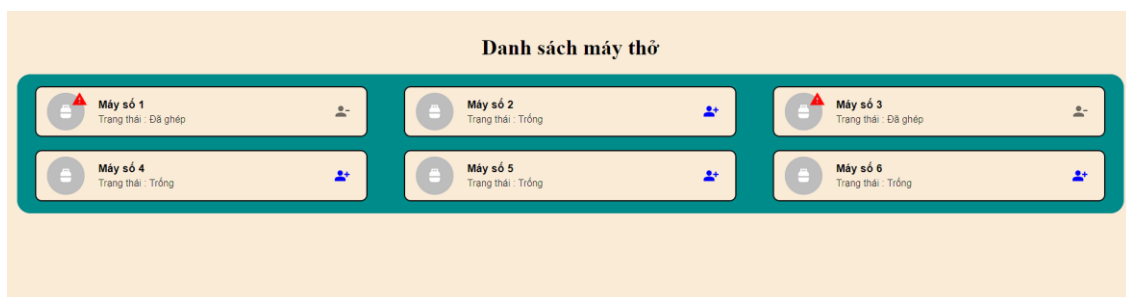 Danh sách máy thở
Máy số 1
Trạng thái : Đã ghép
Máy số 2
Trạng thái : Trống
Máy số 3
Trạng thái : Đã ghép
Máy số 4
Trạng thái : Trống
Máy số 5
Trạng thái : Trống
Máy số 6
Trạng thái : Trống